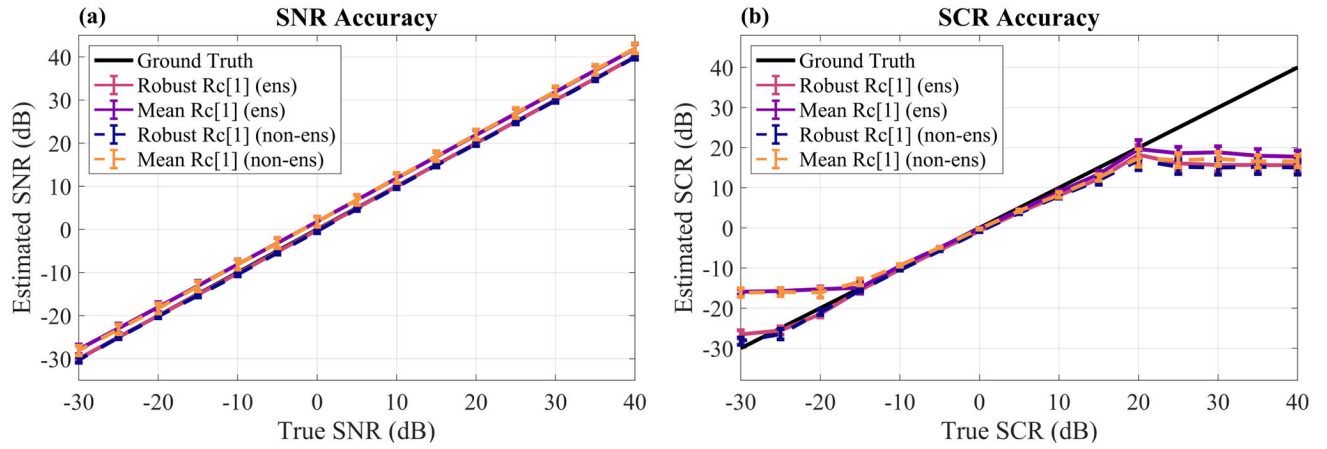 (a) SNR Accuracy
Ground Truth
Robust Rc[1] (ens)
Mean Rc[1] (ens)
Robust Rc[1] (non-ens)
Mean Rc[1] (non-ens)
Estimated SNR (dB)
40
30
20
10
0
-10
-20
-30
-30 -20 -10 0 10 20 30 40
True SNR (dB)
(b) SCR Accuracy
Ground Truth
Robust Rc[1] (ens)
Mean Rc[1] (ens)
Robust Rc[1] (non-ens)
Mean Rc[1] (non-ens)
Estimated SCR (dB)
40
30
20
10
0
-10
-20
-30
-30 -20 -10 0 10 20 30 40
True SCR (dB)